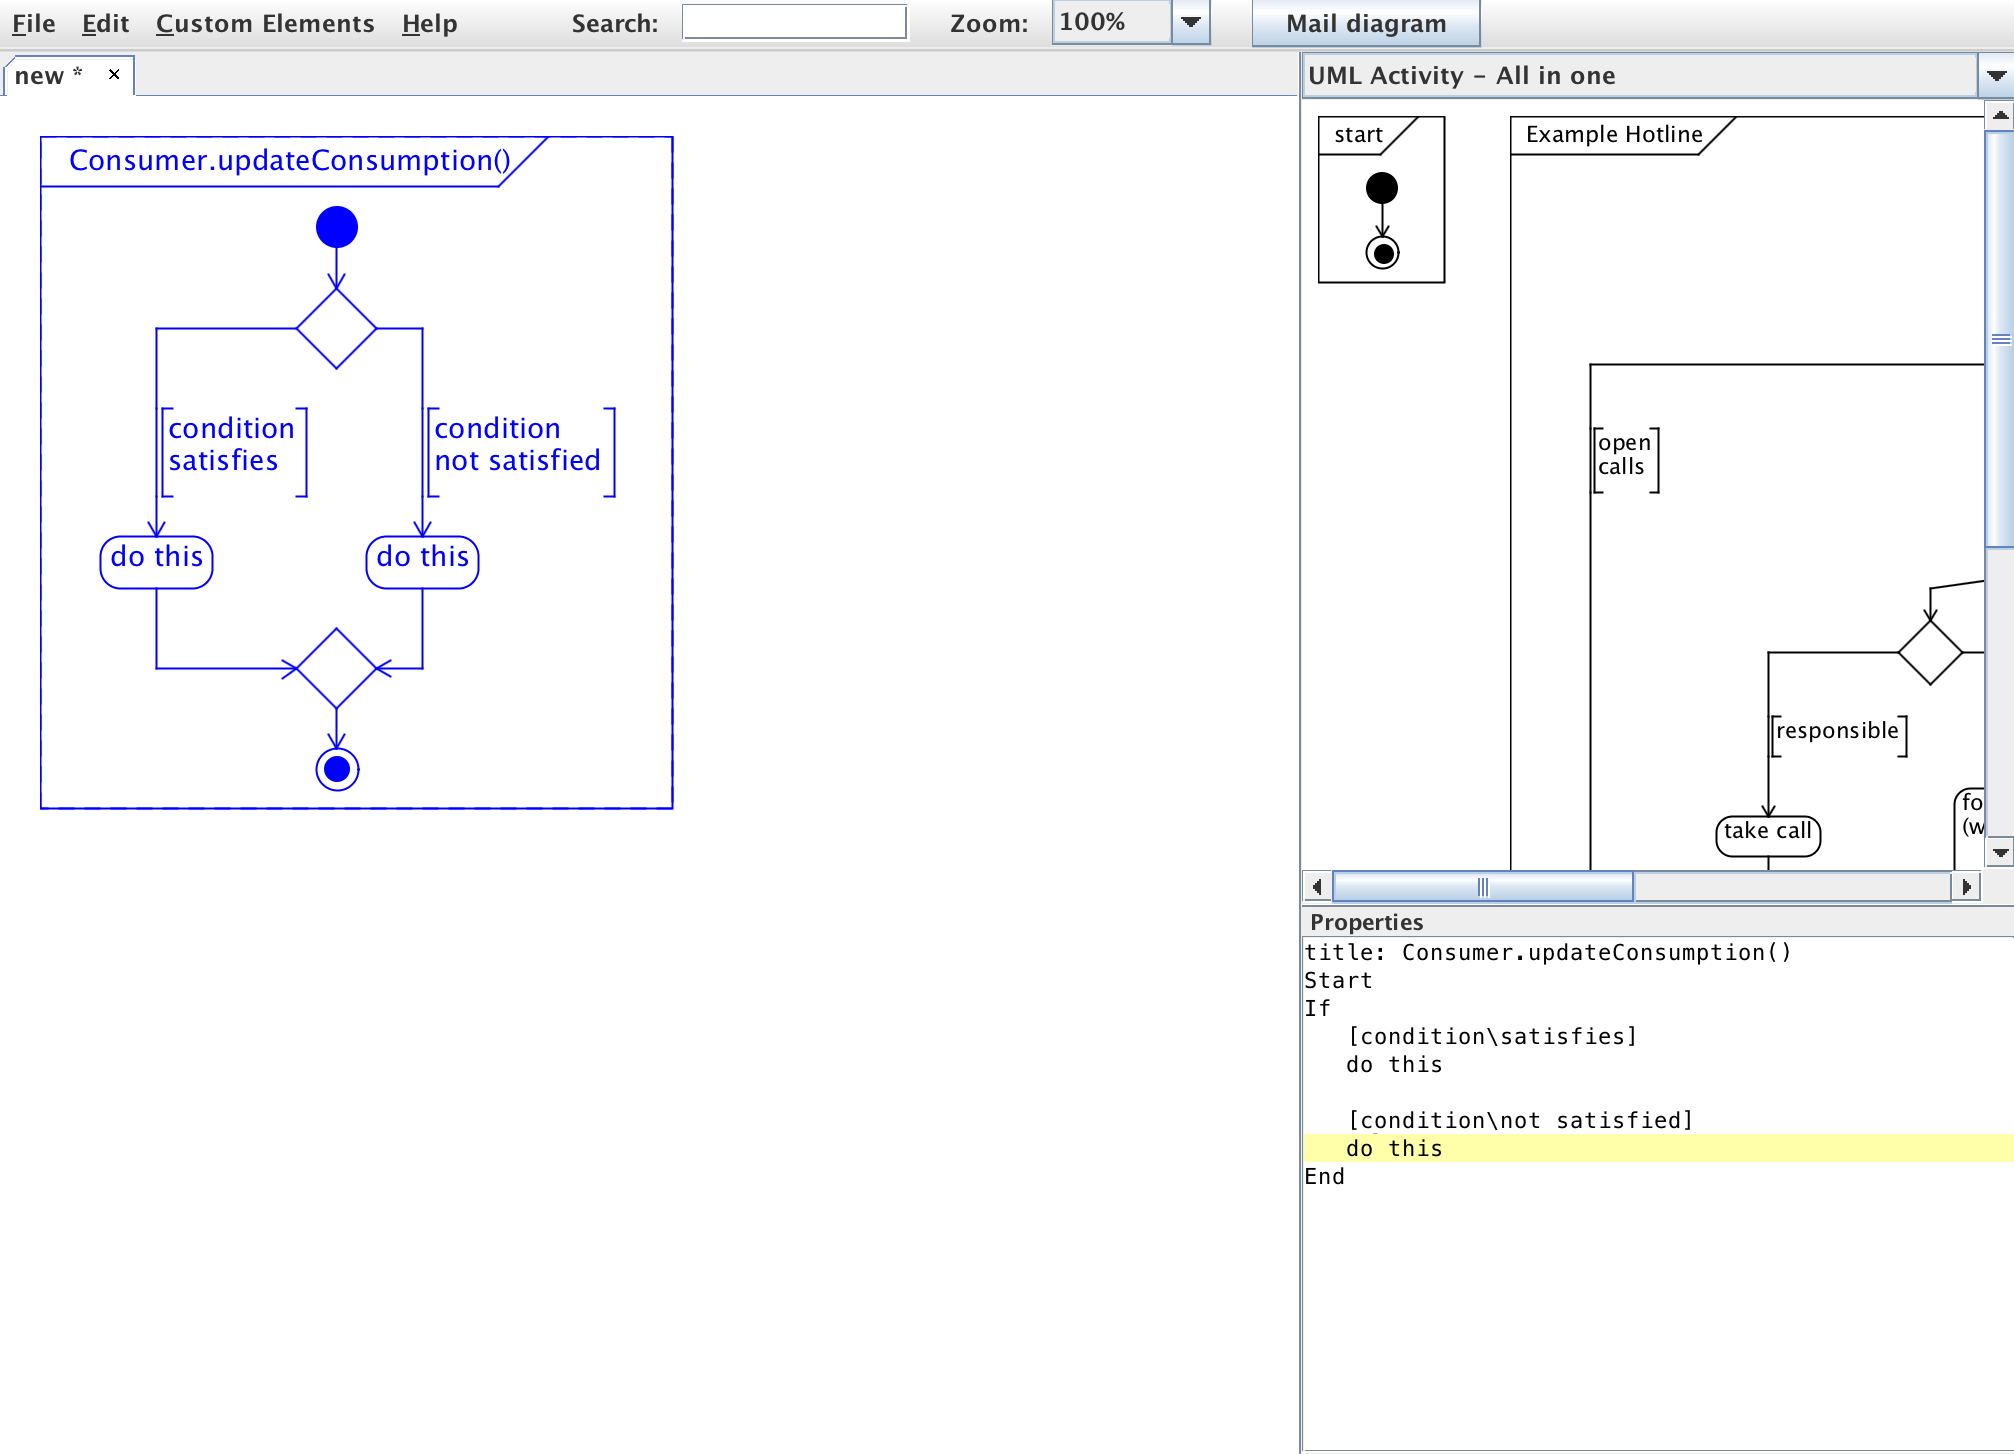 File Edit Custom Elements Help Search: Zoom: 100% Mail diagram
new * ×
UML Activity – All in one
Consumer.updateConsumption()
condition
satisfies
condition
not satisfied
do this
do this
start
Example Hotline
open
calls
responsible
take call
fo
(w
Properties
title: Consumer.updateConsumption()
Start
If
[condition\satisfies]
do this
[condition\not satisfied]
do this
End